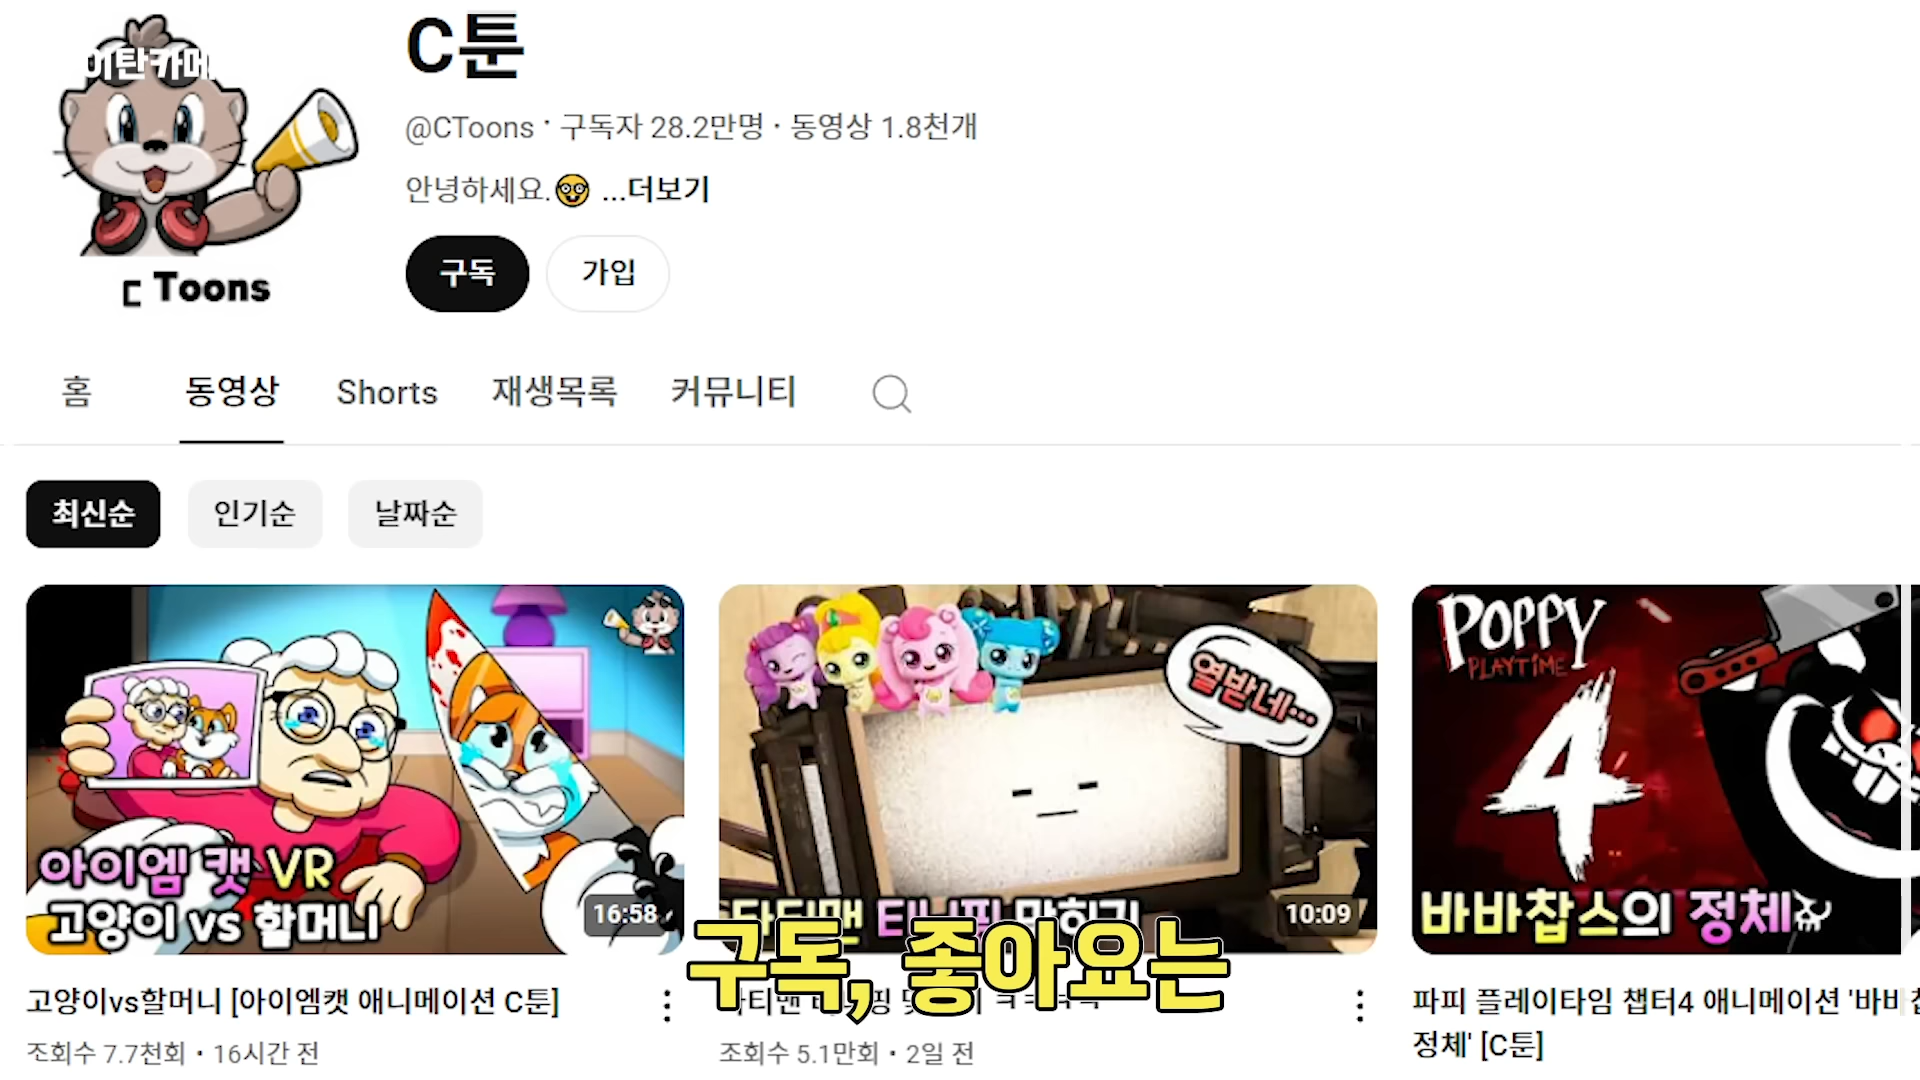 C툰
이탄카메
@CToons · 구독자 28.2만명 · 동영상 1.8천개
안녕하세요.🤓 ...더보기
구독 가입
ㄷ Toons
홈 동영상 Shorts 재생목록 커뮤니티
최신순 인기순 날짜순
아이엠 캣 VR
고양이 vs 할머니
16:58
열받네...
10:09
POPPY
PLAYTIME
4
바바찹스의 정체
구독, 좋아요는
고양이vs할머니 [아이엠캣 애니메이션 C툰]
조회수 7.7천회 · 16시간 전
조회수 5.1만회 · 2일 전
파피 플레이타임 챕터4 애니메이션 '바바
정체' [C툰]